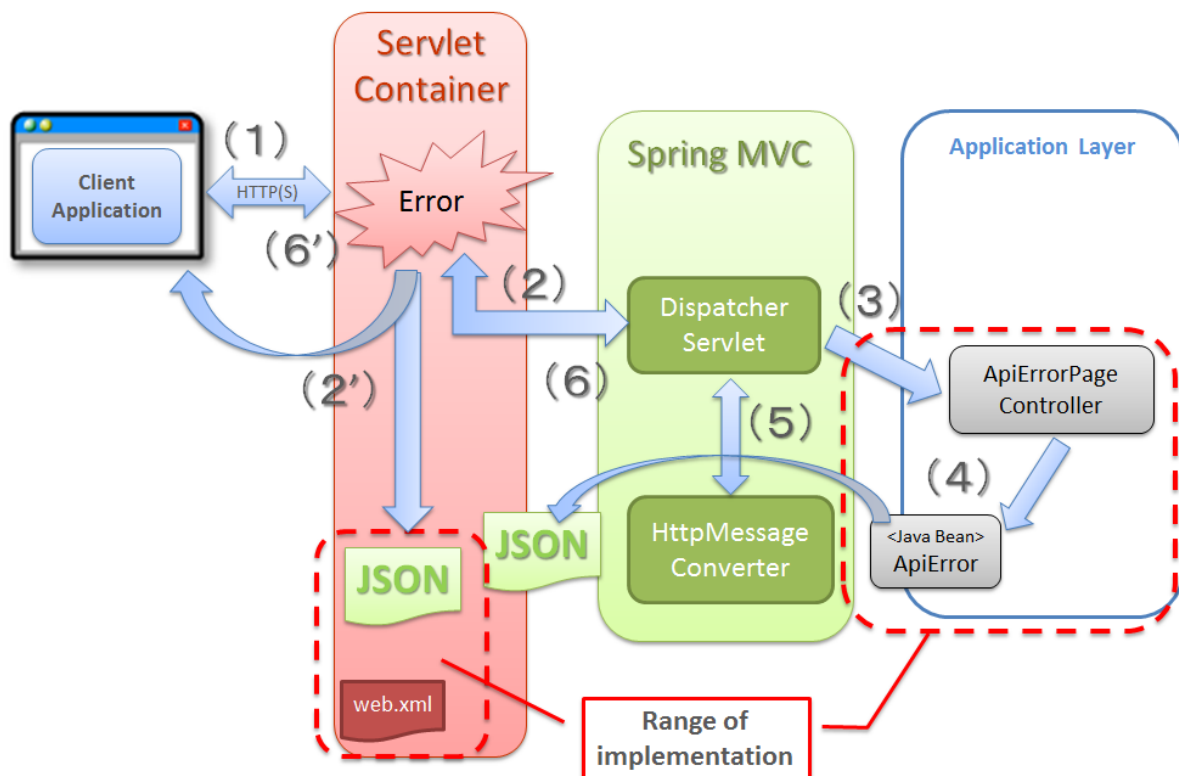 Servlet
Container
Client
Application
(1)
HTTP(S)
Error
(6’)
(2’)
JSON
web.xml
Spring MVC
(2)
Dispatcher
Servlet
(6)
(5)
HttpMessage
Converter
JSON
Application Layer
(3)
ApiErrorPage
Controller
(4)
<Java Bean>
ApiError
Range of
implementation